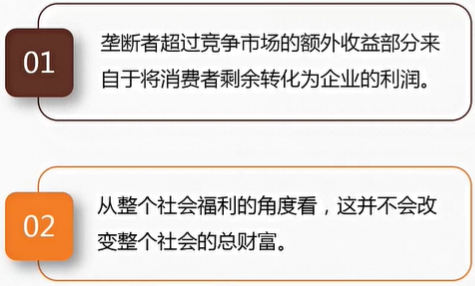 01
垄断者超过竞争市场的额外收益部分来
自于将消费者剩余转化为企业的利润。
02
从整个社会福利的角度看，这并不会改
变整个社会的总财富。